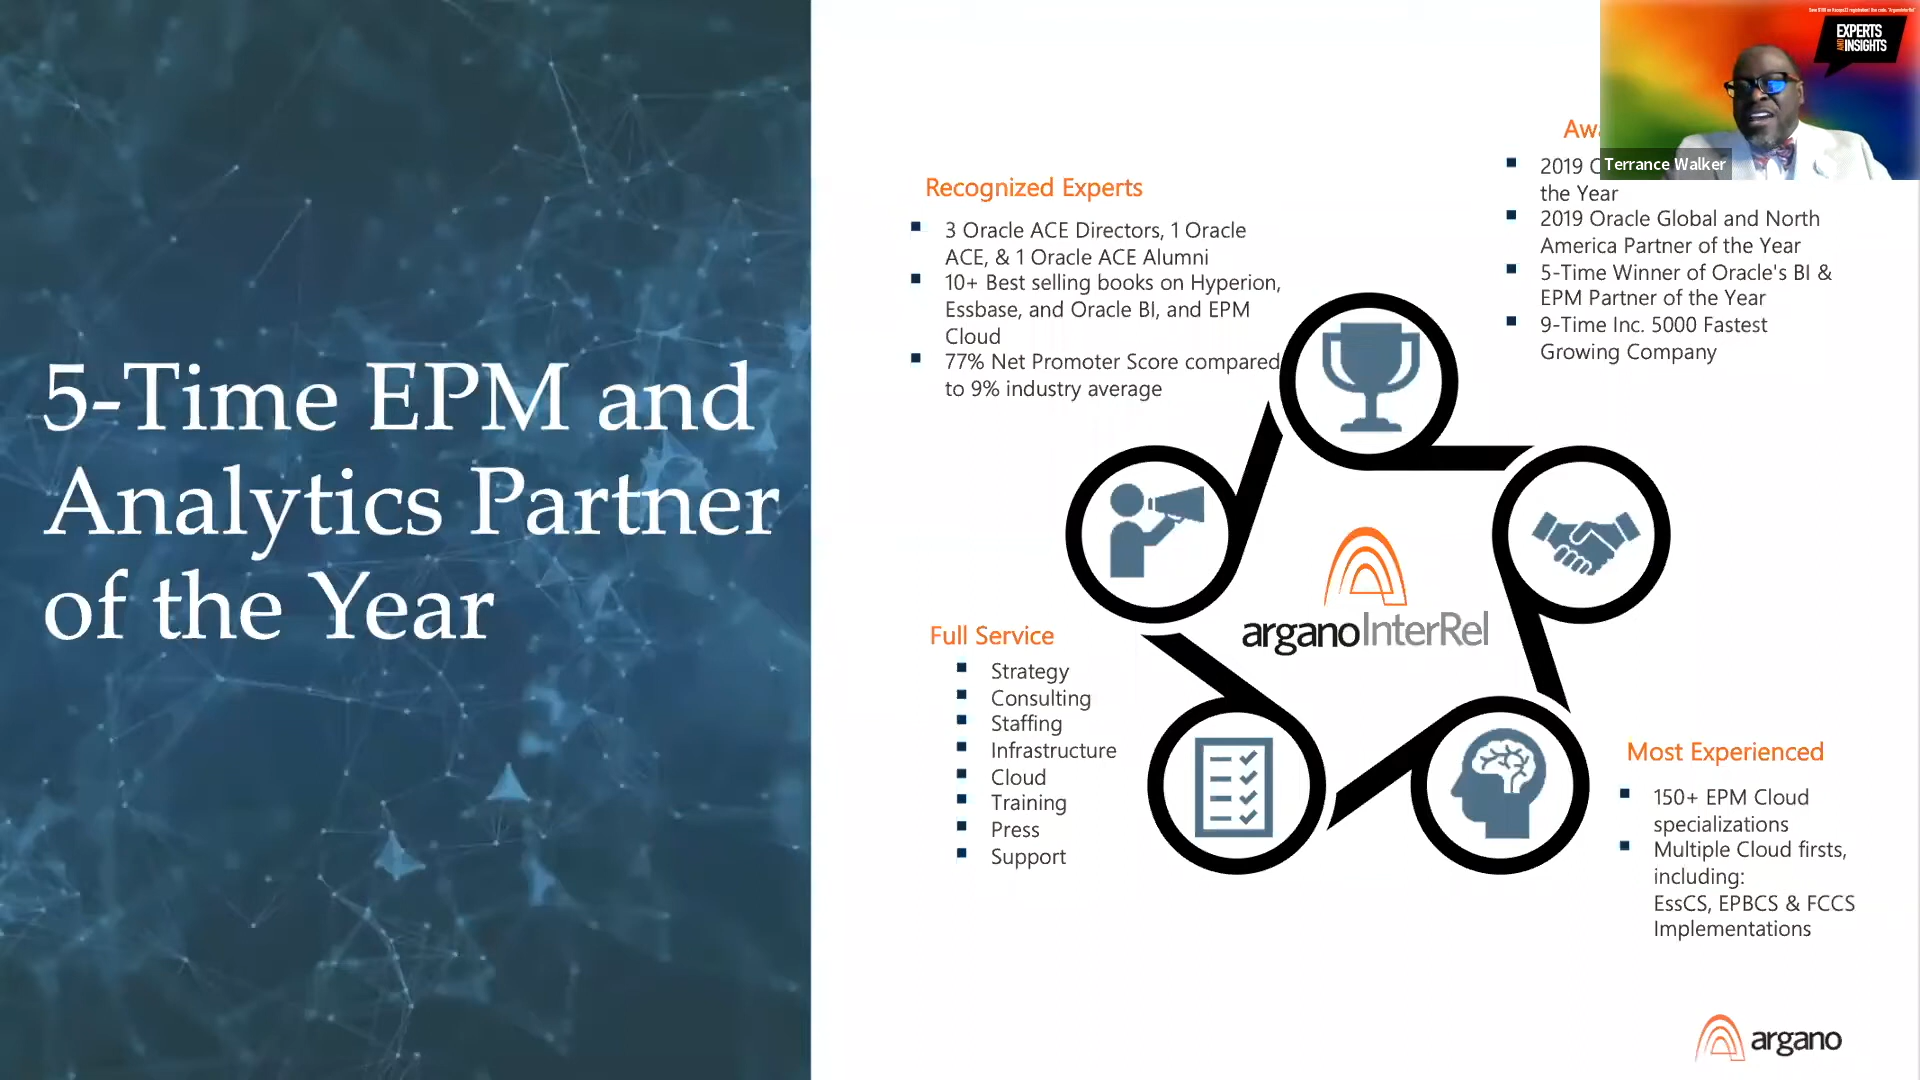 5-Time EPM and
Analytics Partner
of the Year
Recognized Experts
3 Oracle ACE Directors, 1 Oracle
ACE, & 1 Oracle ACE Alumni
10+ Best selling books on Hyperion,
Essbase, and Oracle BI, and EPM
Cloud
77% Net Promoter Score compared
to 9% industry average
EXPERTS
AND INSIGHTS
Terrance Walker
2019
the Year
2019 Oracle Global and North
America Partner of the Year
5-Time Winner of Oracle's BI &
EPM Partner of the Year
9-Time Inc. 5000 Fastest
Growing Company
arganoInterRel
Full Service
Strategy
Consulting
Staffing
Infrastructure
Cloud
Training
Press
Support
Most Experienced
150+ EPM Cloud
specializations
Multiple Cloud firsts,
including:
EssCS, EPBCS & FCCS
Implementations
argano